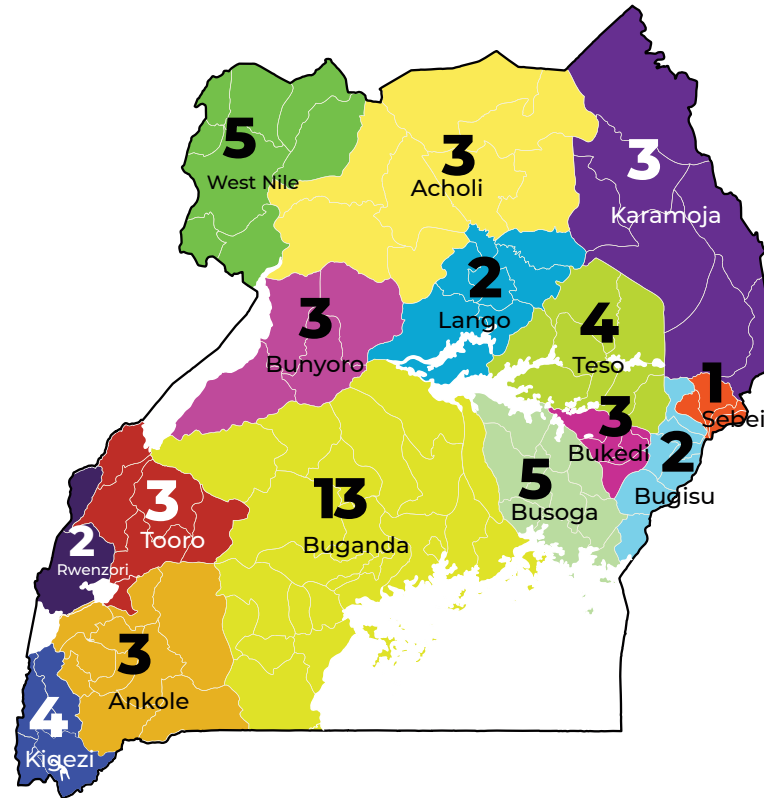 5
West Nile
3
Acholi
3
Karamoja
2
Lango
3
Bunyoro
4
Teso
1
Sebei
3
Bukedi
2
Bugisu
5
Busoga
13
Buganda
3
Tooro
2
Rwenzori
3
Ankole
4
Kigezi